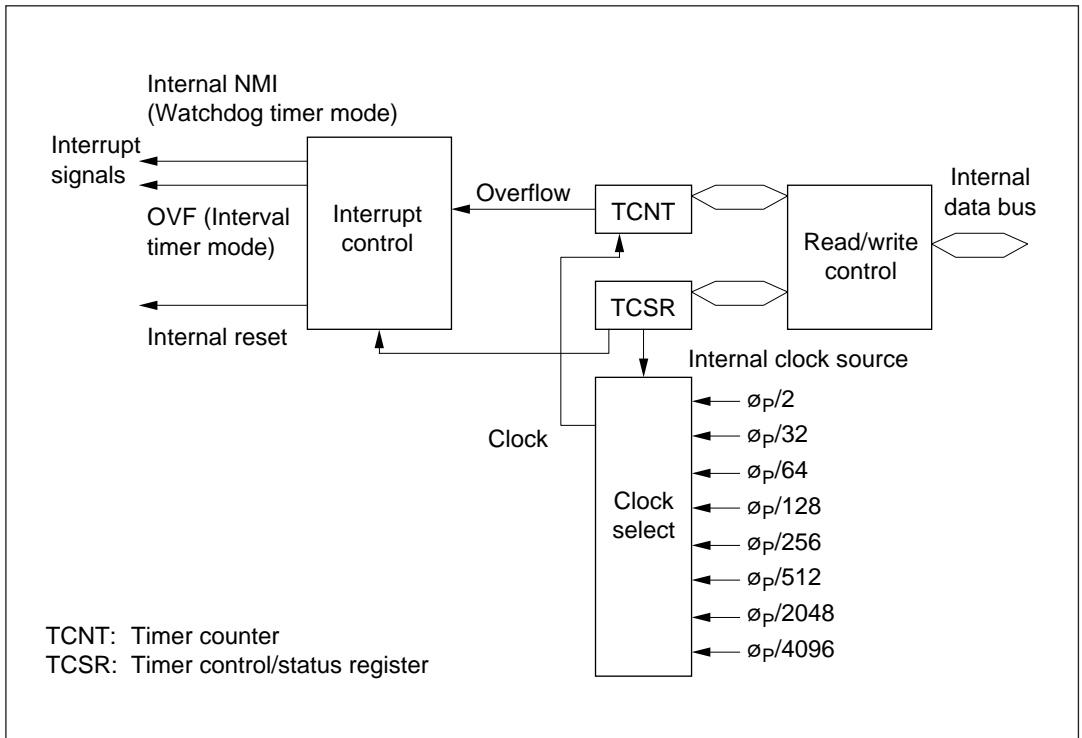 Internal NMI
(Watchdog timer mode)
Interrupt
signals
OVF (Interval
timer mode)
Internal reset
Interrupt
control
Overflow
TCNT
TCSR
Read/write
control
Internal
data bus
Internal clock source
Clock
Clock
select
øP/2
øP/32
øP/64
øP/128
øP/256
øP/512
øP/2048
øP/4096
TCNT: Timer counter
TCSR: Timer control/status register